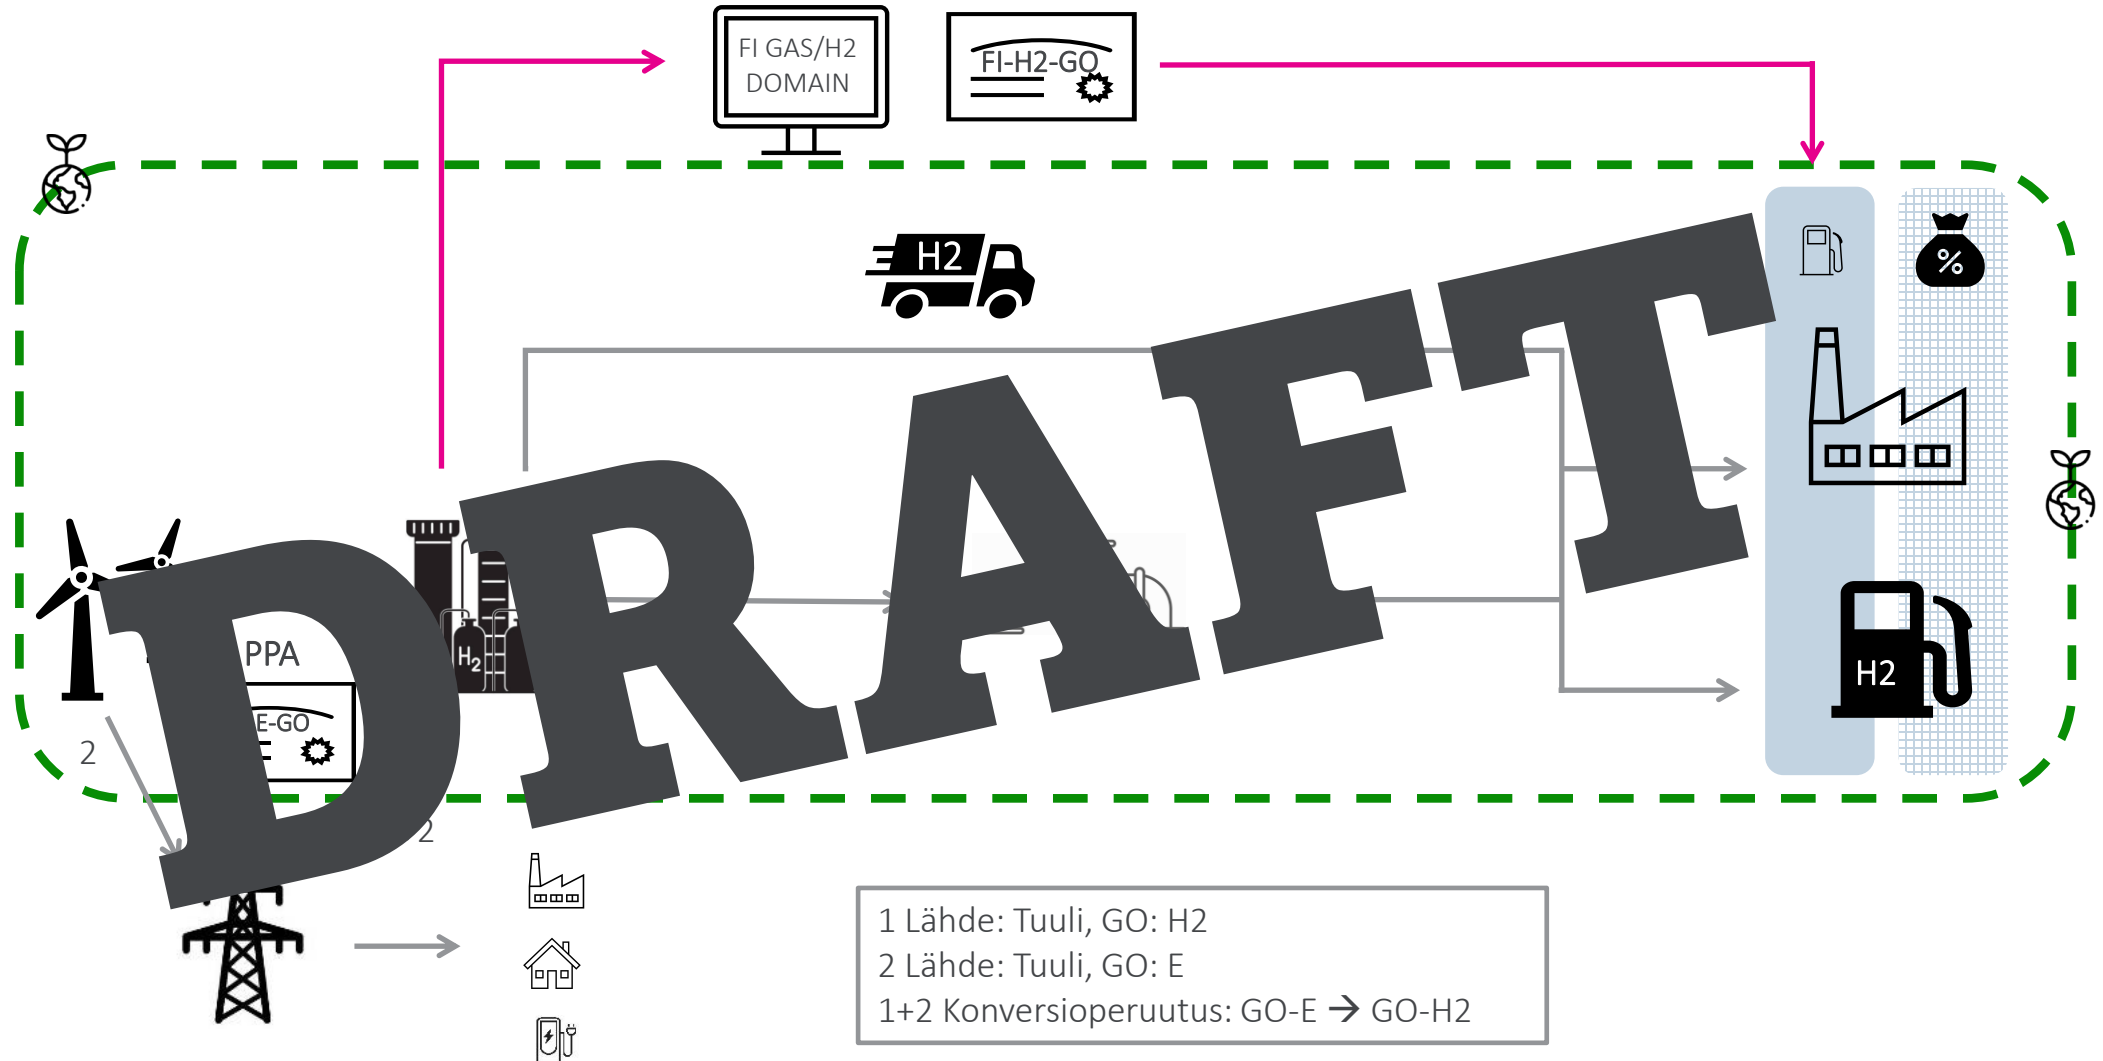 FI GAS/H2
DOMAIN
FI-H2-GO
H2
%
DRAFT
PPA
E-GO
H2
H2
2
2
1 Lähde: Tuuli, GO: H2
2 Lähde: Tuuli, GO: E
1+2 Konversioperuutus: GO-E → GO-H2